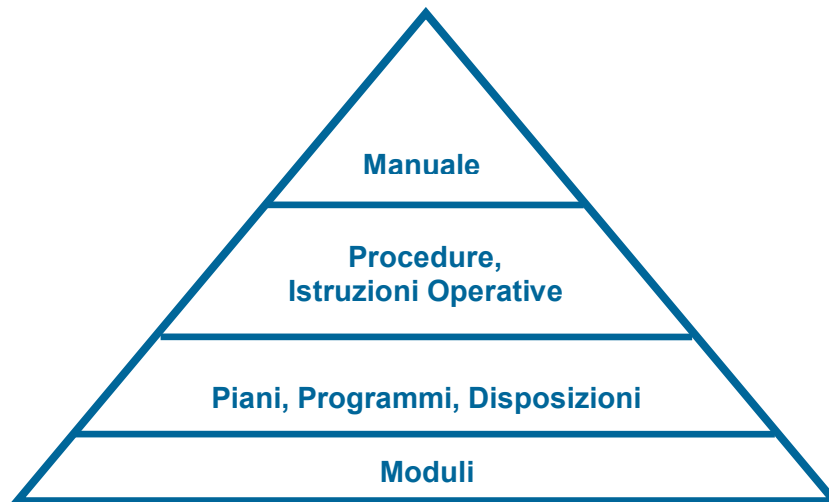 Manuale
Procedure,
Istruzioni Operative
Piani, Programmi, Disposizioni
Moduli